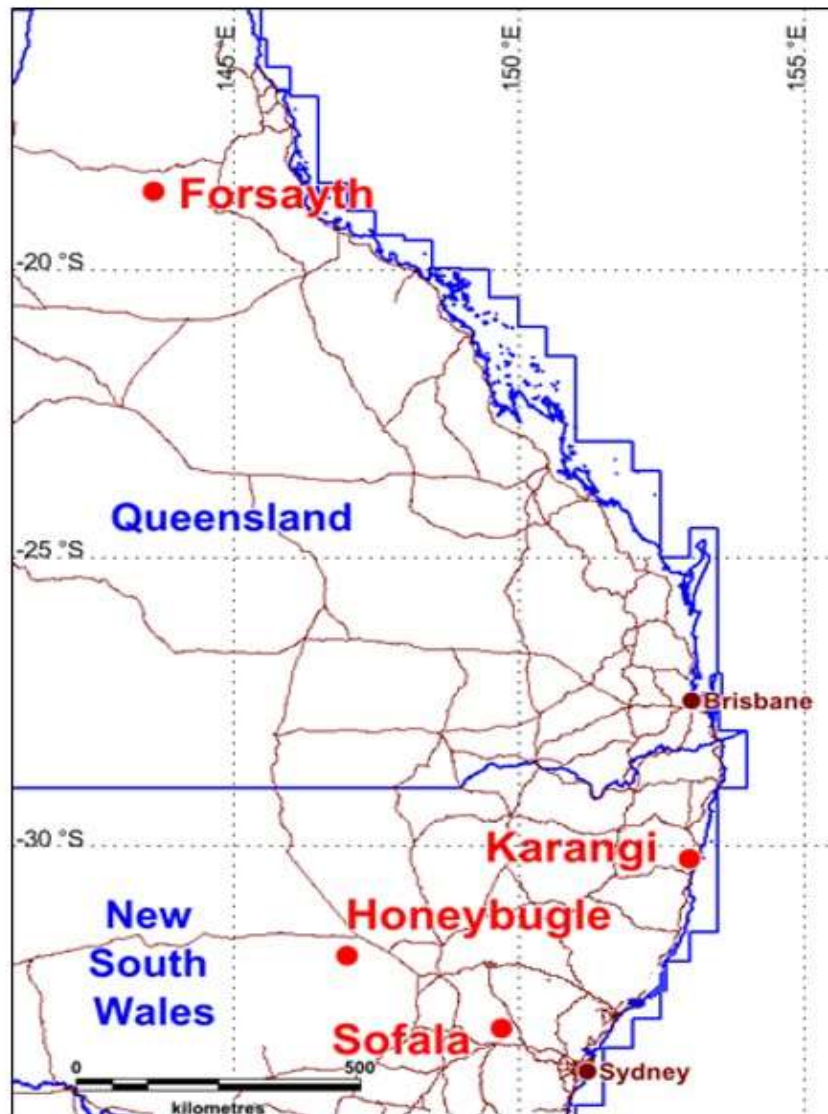 145 °E
150 °E
155 °E
Forsayth
-20 °S
Queensland
-25 °S
Brisbane
-30 °S
Karangi
New
South
Wales
Honeybugle
Sofala
0
500
kilometres
Sydney